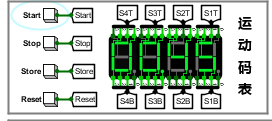 Start Start S4T S3T S2T S1T
Stop Stop
Store Store
Reset Reset S4B S3B S2B S1B
运动码表